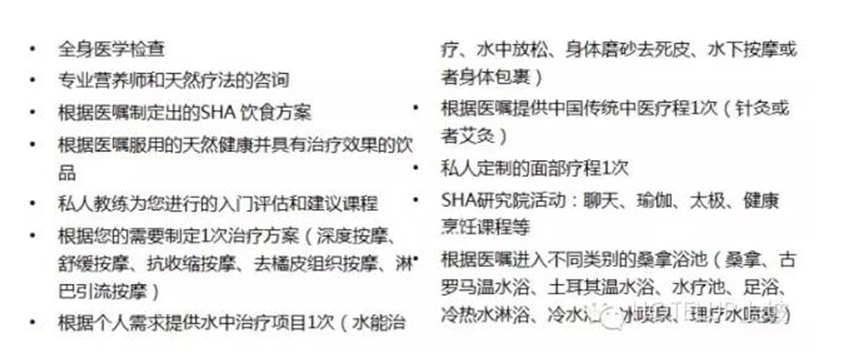 • 全身医学检查
• 专业营养师和天然疗法的咨询
• 根据医嘱制定出的SHA 饮食方案
• 根据医嘱服用的天然健康并具有治疗效果的饮
品
• 私人教练为您进行的入门评估和建议课程
• 根据您的需要制定1次治疗方案（深度按摩、
舒缓按摩、抗收缩按摩、去橘皮组织按摩、淋
巴引流按摩）
• 根据个人需求提供水中治疗项目1次（水能治
疗、水中放松、身体磨砂去死皮、水下按摩或
者身体包裹）
• 根据医嘱提供中国传统中医疗程1次（针灸或
者艾灸）
• 私人定制的面部疗程1次
• SHA研究院活动：聊天、瑜伽、太极、健康
烹饪课程等
• 根据医嘱进入不同类别的桑拿浴池（桑拿、古
罗马温水浴、土耳其温水浴、水疗池、足浴、
冷热水淋浴、冷水池、冰喷泉、理疗水喷雾）